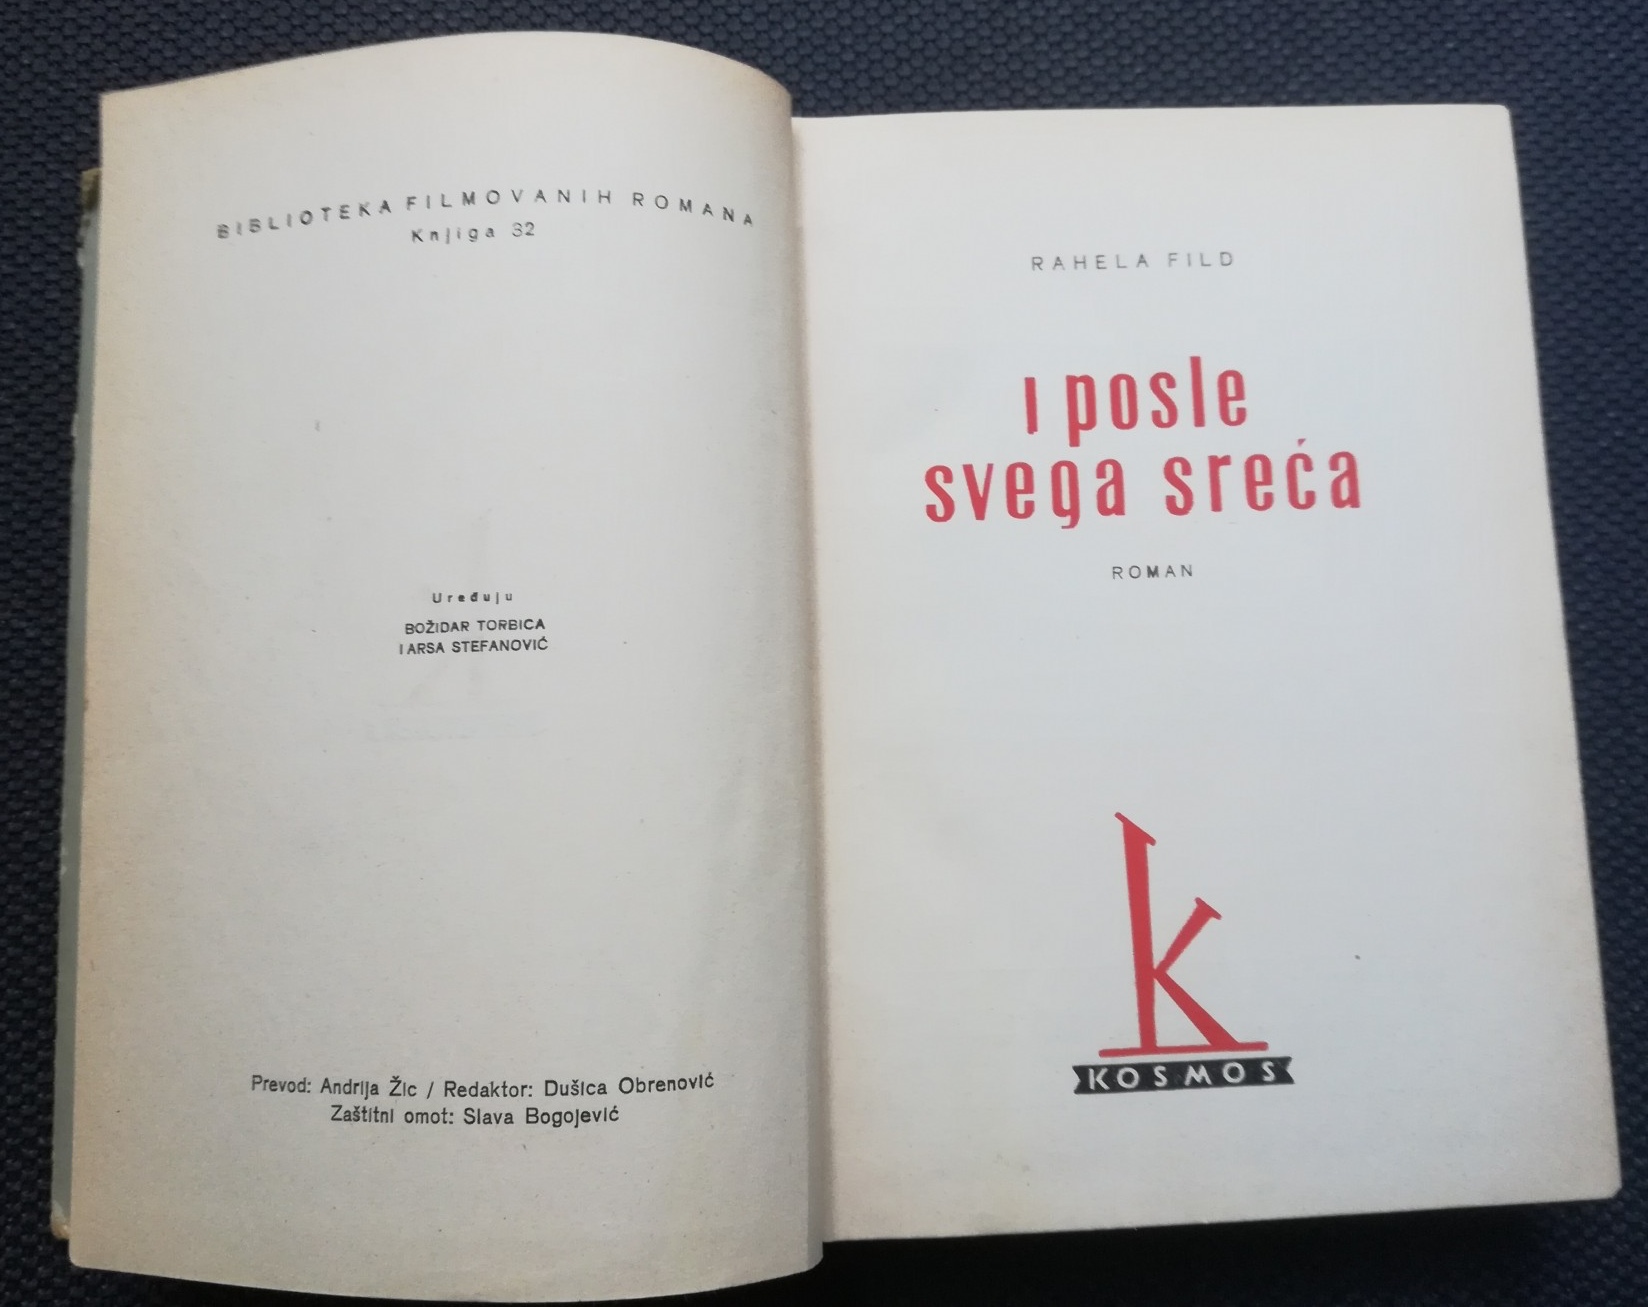 BIBLIOTEKA FILMOVANIH ROMANA
Knjiga 32
Uređuju
BOŽIDAR TORBICA
I ARSA STEFANOVIĆ
Prevod: Andrija Žic / Redaktor: Dušica Obrenović
Zaštitni omot: Slava Bogojević
RAHELA FILD
I posle
svega sreća
ROMAN
k
KOSMOS